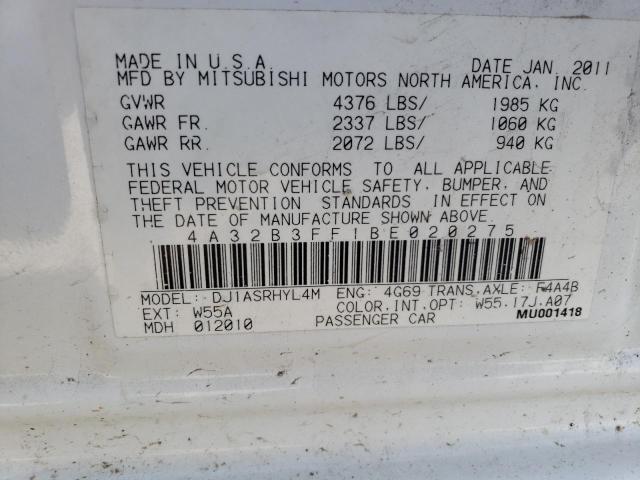 MADE IN U.S.A. DATE JAN. 2011
MFD BY MITSUBISHI MOTORS NORTH AMERICA, INC.
GVWR 4376 LBS/ 1985 KG
GAWR FR. 2337 LBS/ 1060 KG
GAWR RR. 2072 LBS/ 940 KG
THIS VEHICLE CONFORMS TO ALL APPLICABLE
FEDERAL MOTOR VEHICLE SAFETY, BUMPER, AND
THEFT PREVENTION STANDARDS IN EFFECT ON
THE DATE OF MANUFACTURE SHOWN ABOVE.
4A32B3FF1BE020275
MODEL: DJ1ASRHYL4M ENG: 4G69 TRANS.AXLE: F4A4B
EXT: W55A COLOR.INT.OPT: W55.17J.A07
MDH 012010 PASSENGER CAR MU001418